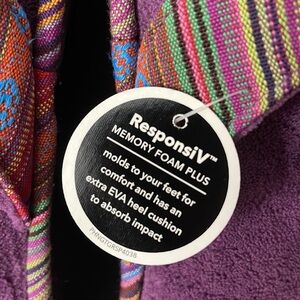 ResponsiV™
MEMORY FOAM PLUS
molds to your feet for
comfort and has an
extra EVA heel cushion
to absorb impact